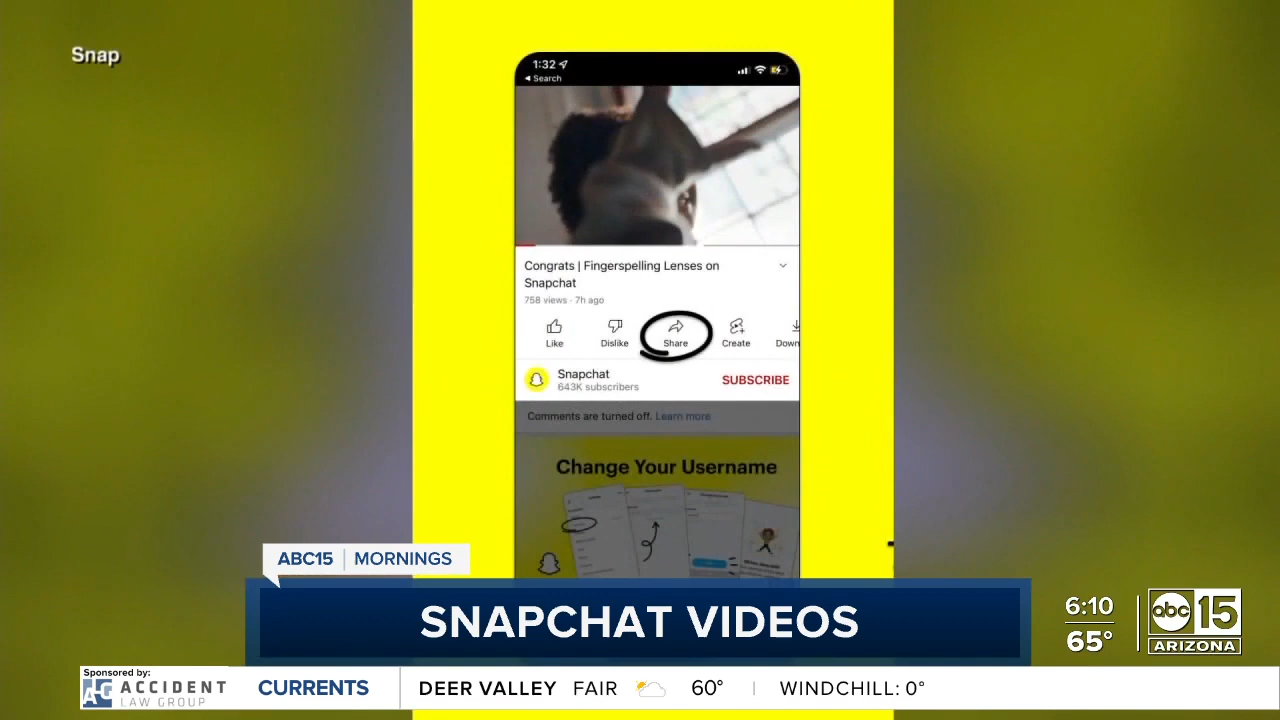 Snap
1:32
Search
Congrats | Fingerspelling Lenses on
Snapchat
758 views · 7h ago
Like
Dislike
Share
Create
Down
Snapchat
643K subscribers
SUBSCRIBE
Comments are turned off. Learn more
Change Your Username
ABC15 | MORNINGS
SNAPCHAT VIDEOS
6:10
65°
abc 15
ARIZONA
Sponsored by:
AG ACCIDENT
LAW GROUP
CURRENTS
DEER VALLEY FAIR 60° | WINDCHILL: 0°